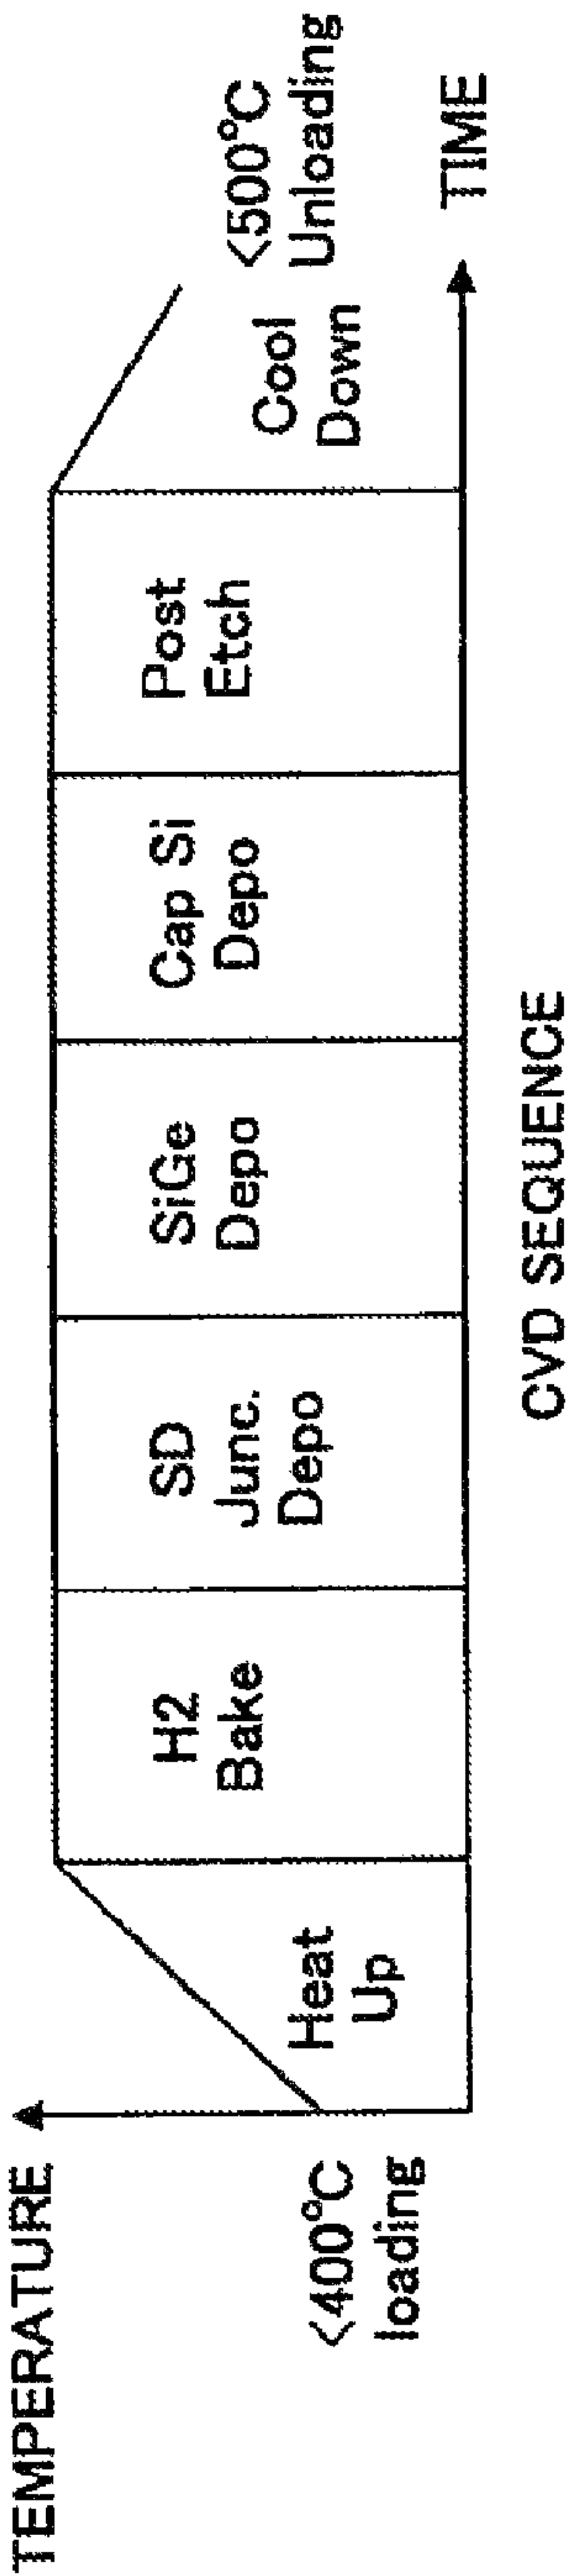 TEMPERATURE
<400°C
loading
Heat
Up
H2
Bake
SD
Junc.
Depo
SiGe
Depo
Cap Si
Depo
Post
Etch
Cool
Down
<500°C
Unloading
TIME
CVD SEQUENCE